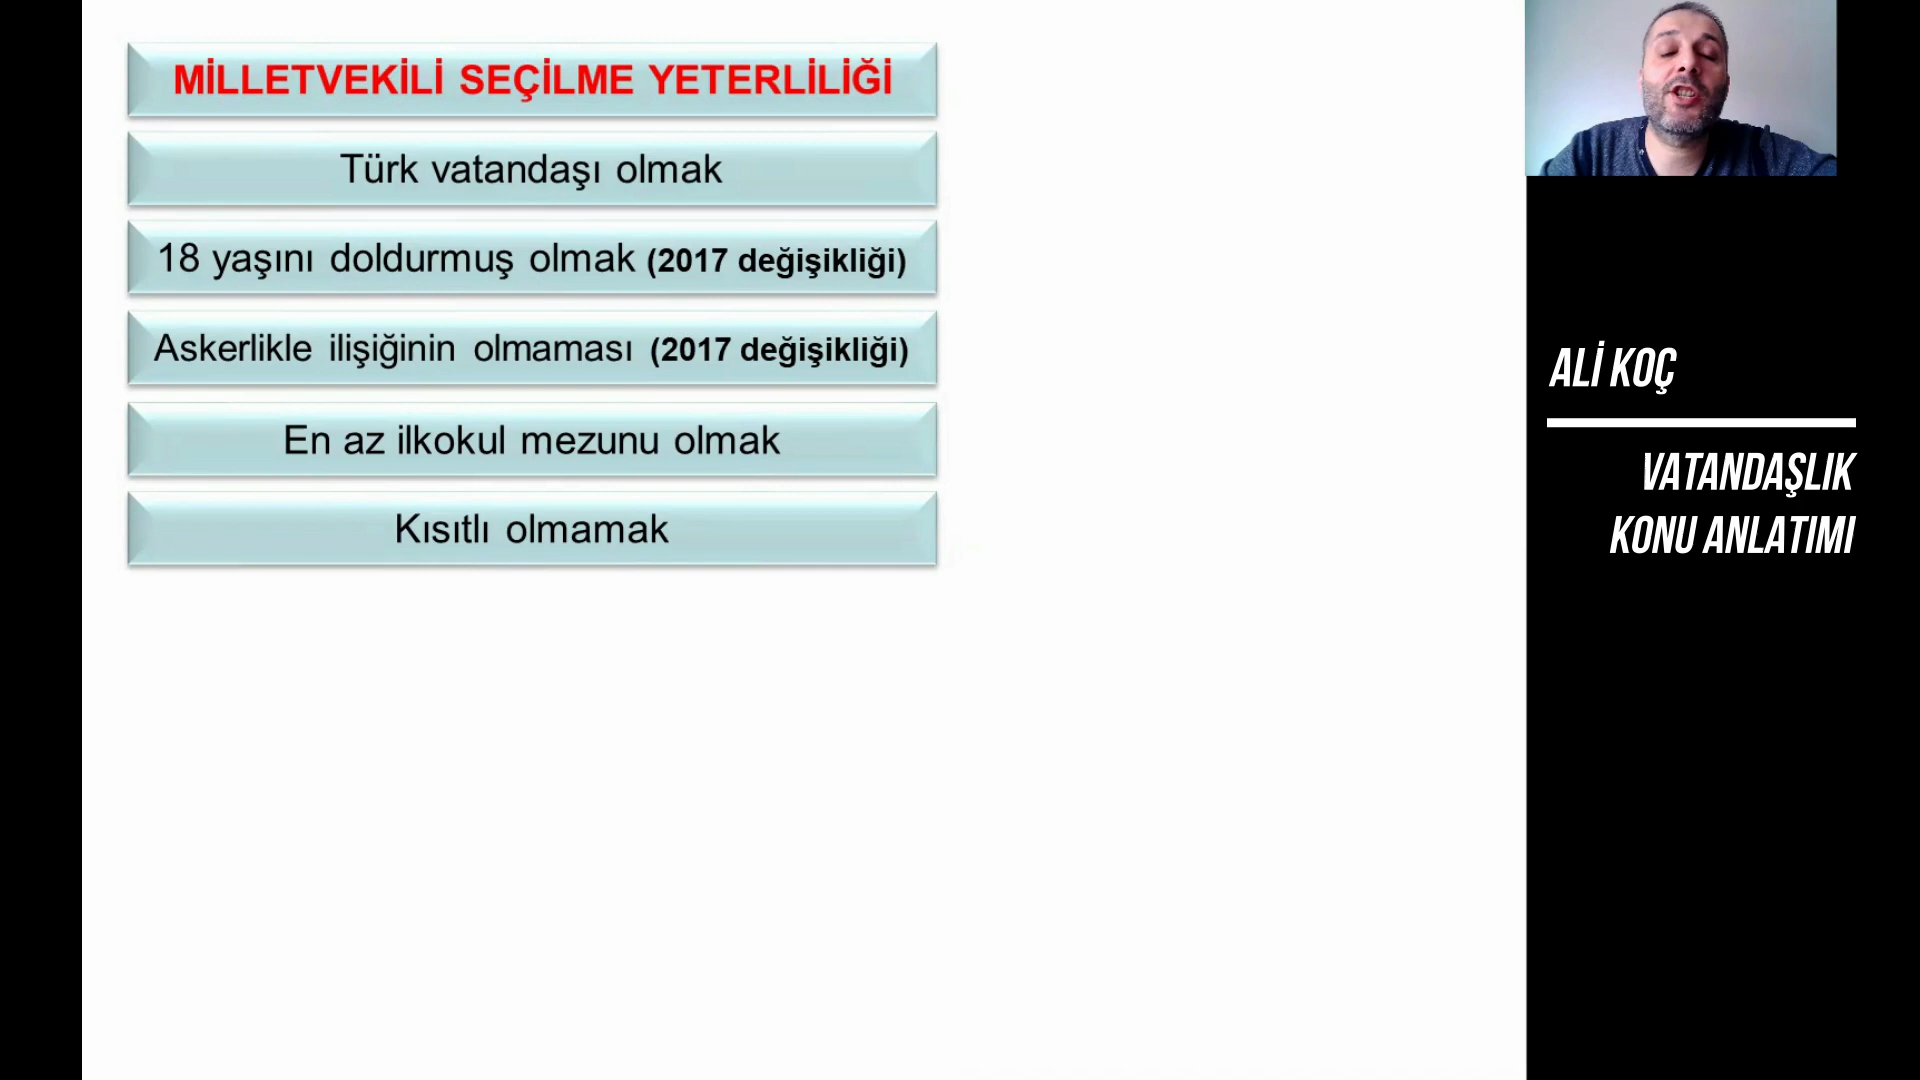 MİLLETVEKİLİ SEÇİLME YETERLİLİĞİ
Türk vatandaşı olmak
18 yaşını doldurmuş olmak (2017 değişikliği)
Askerlikle ilişiğinin olmaması (2017 değişikliği)
En az ilkokul mezunu olmak
Kısıtlı olmamak
ALİ KOÇ
VATANDAŞLIK
KONU ANLATIMI